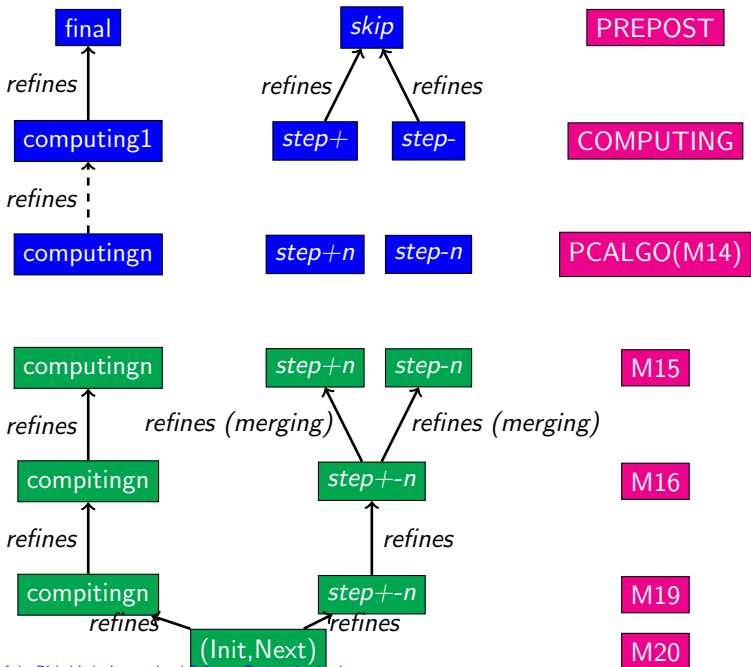 final skip PREPOST
refines refines refines
computing1 step+ step- COMPUTING
refines
computingn step+n step-n PCALGO(M14)
computingn step+n step-n M15
refines refines (merging) refines (merging)
compitingn step+-n M16
refines refines
compitingn step+-n M19
refines refines
(Init,Next) M20